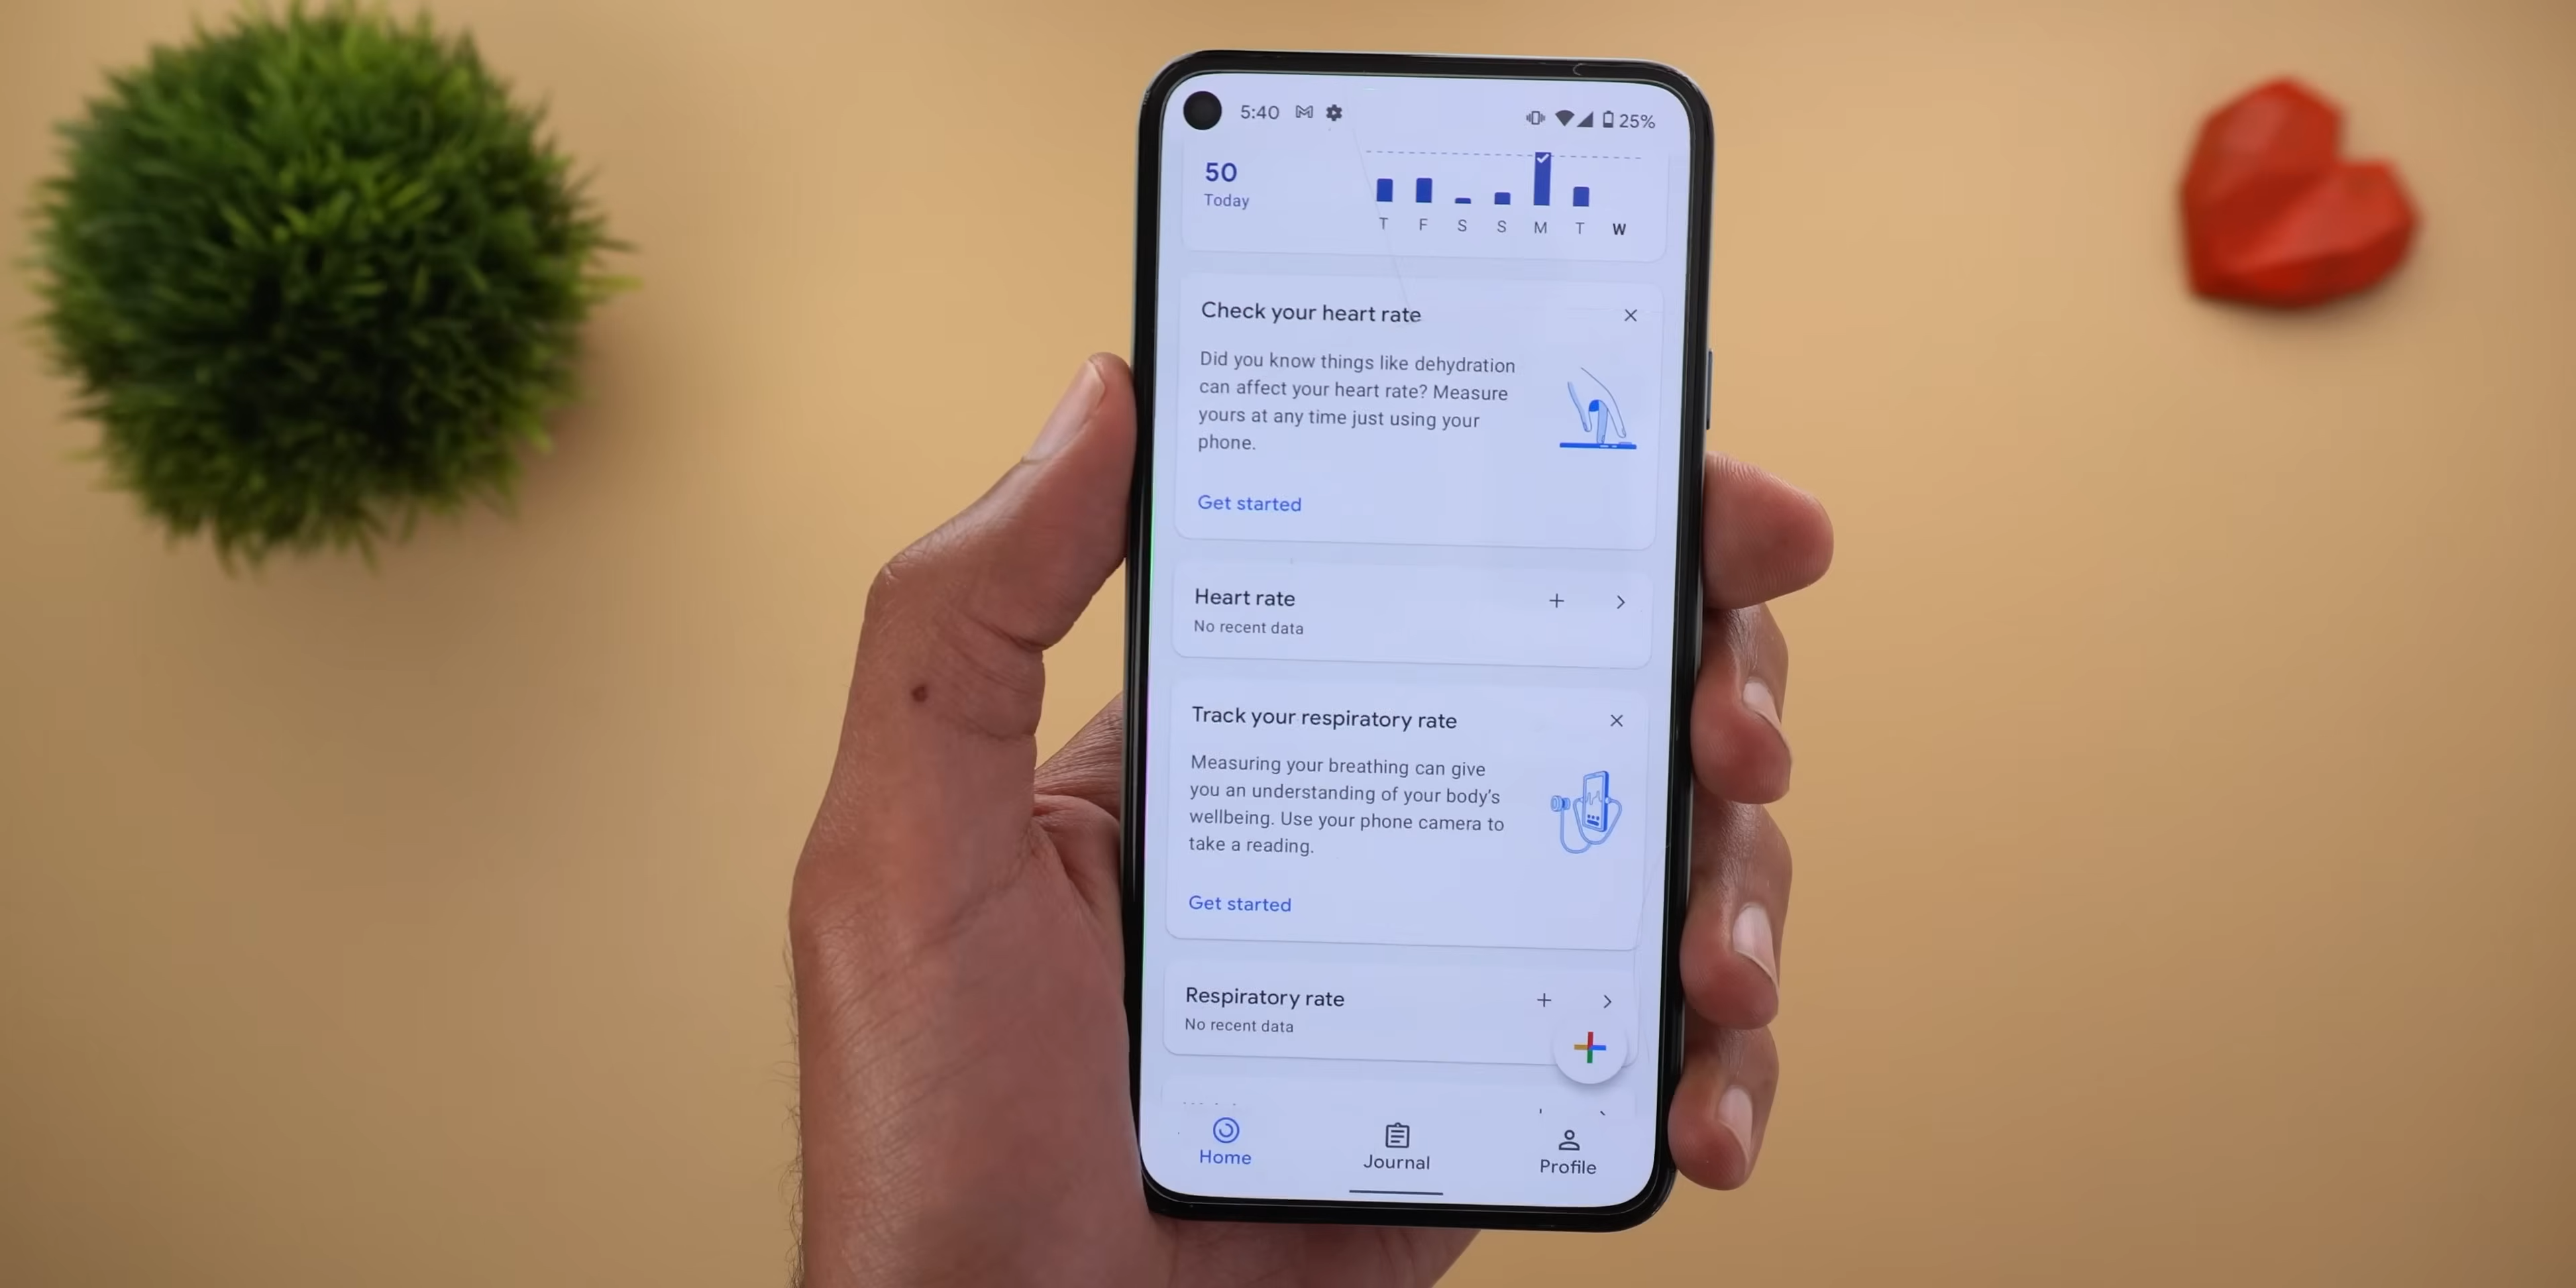 5:40 25%
50
Today
T F S S M T W
Check your heart rate
Did you know things like dehydration
can affect your heart rate? Measure
yours at any time just using your
phone.
Get started
Heart rate
No recent data
Track your respiratory rate
Measuring your breathing can give
you an understanding of your body's
wellbeing. Use your phone camera to
take a reading.
Get started
Respiratory rate
No recent data
Home Journal Profile